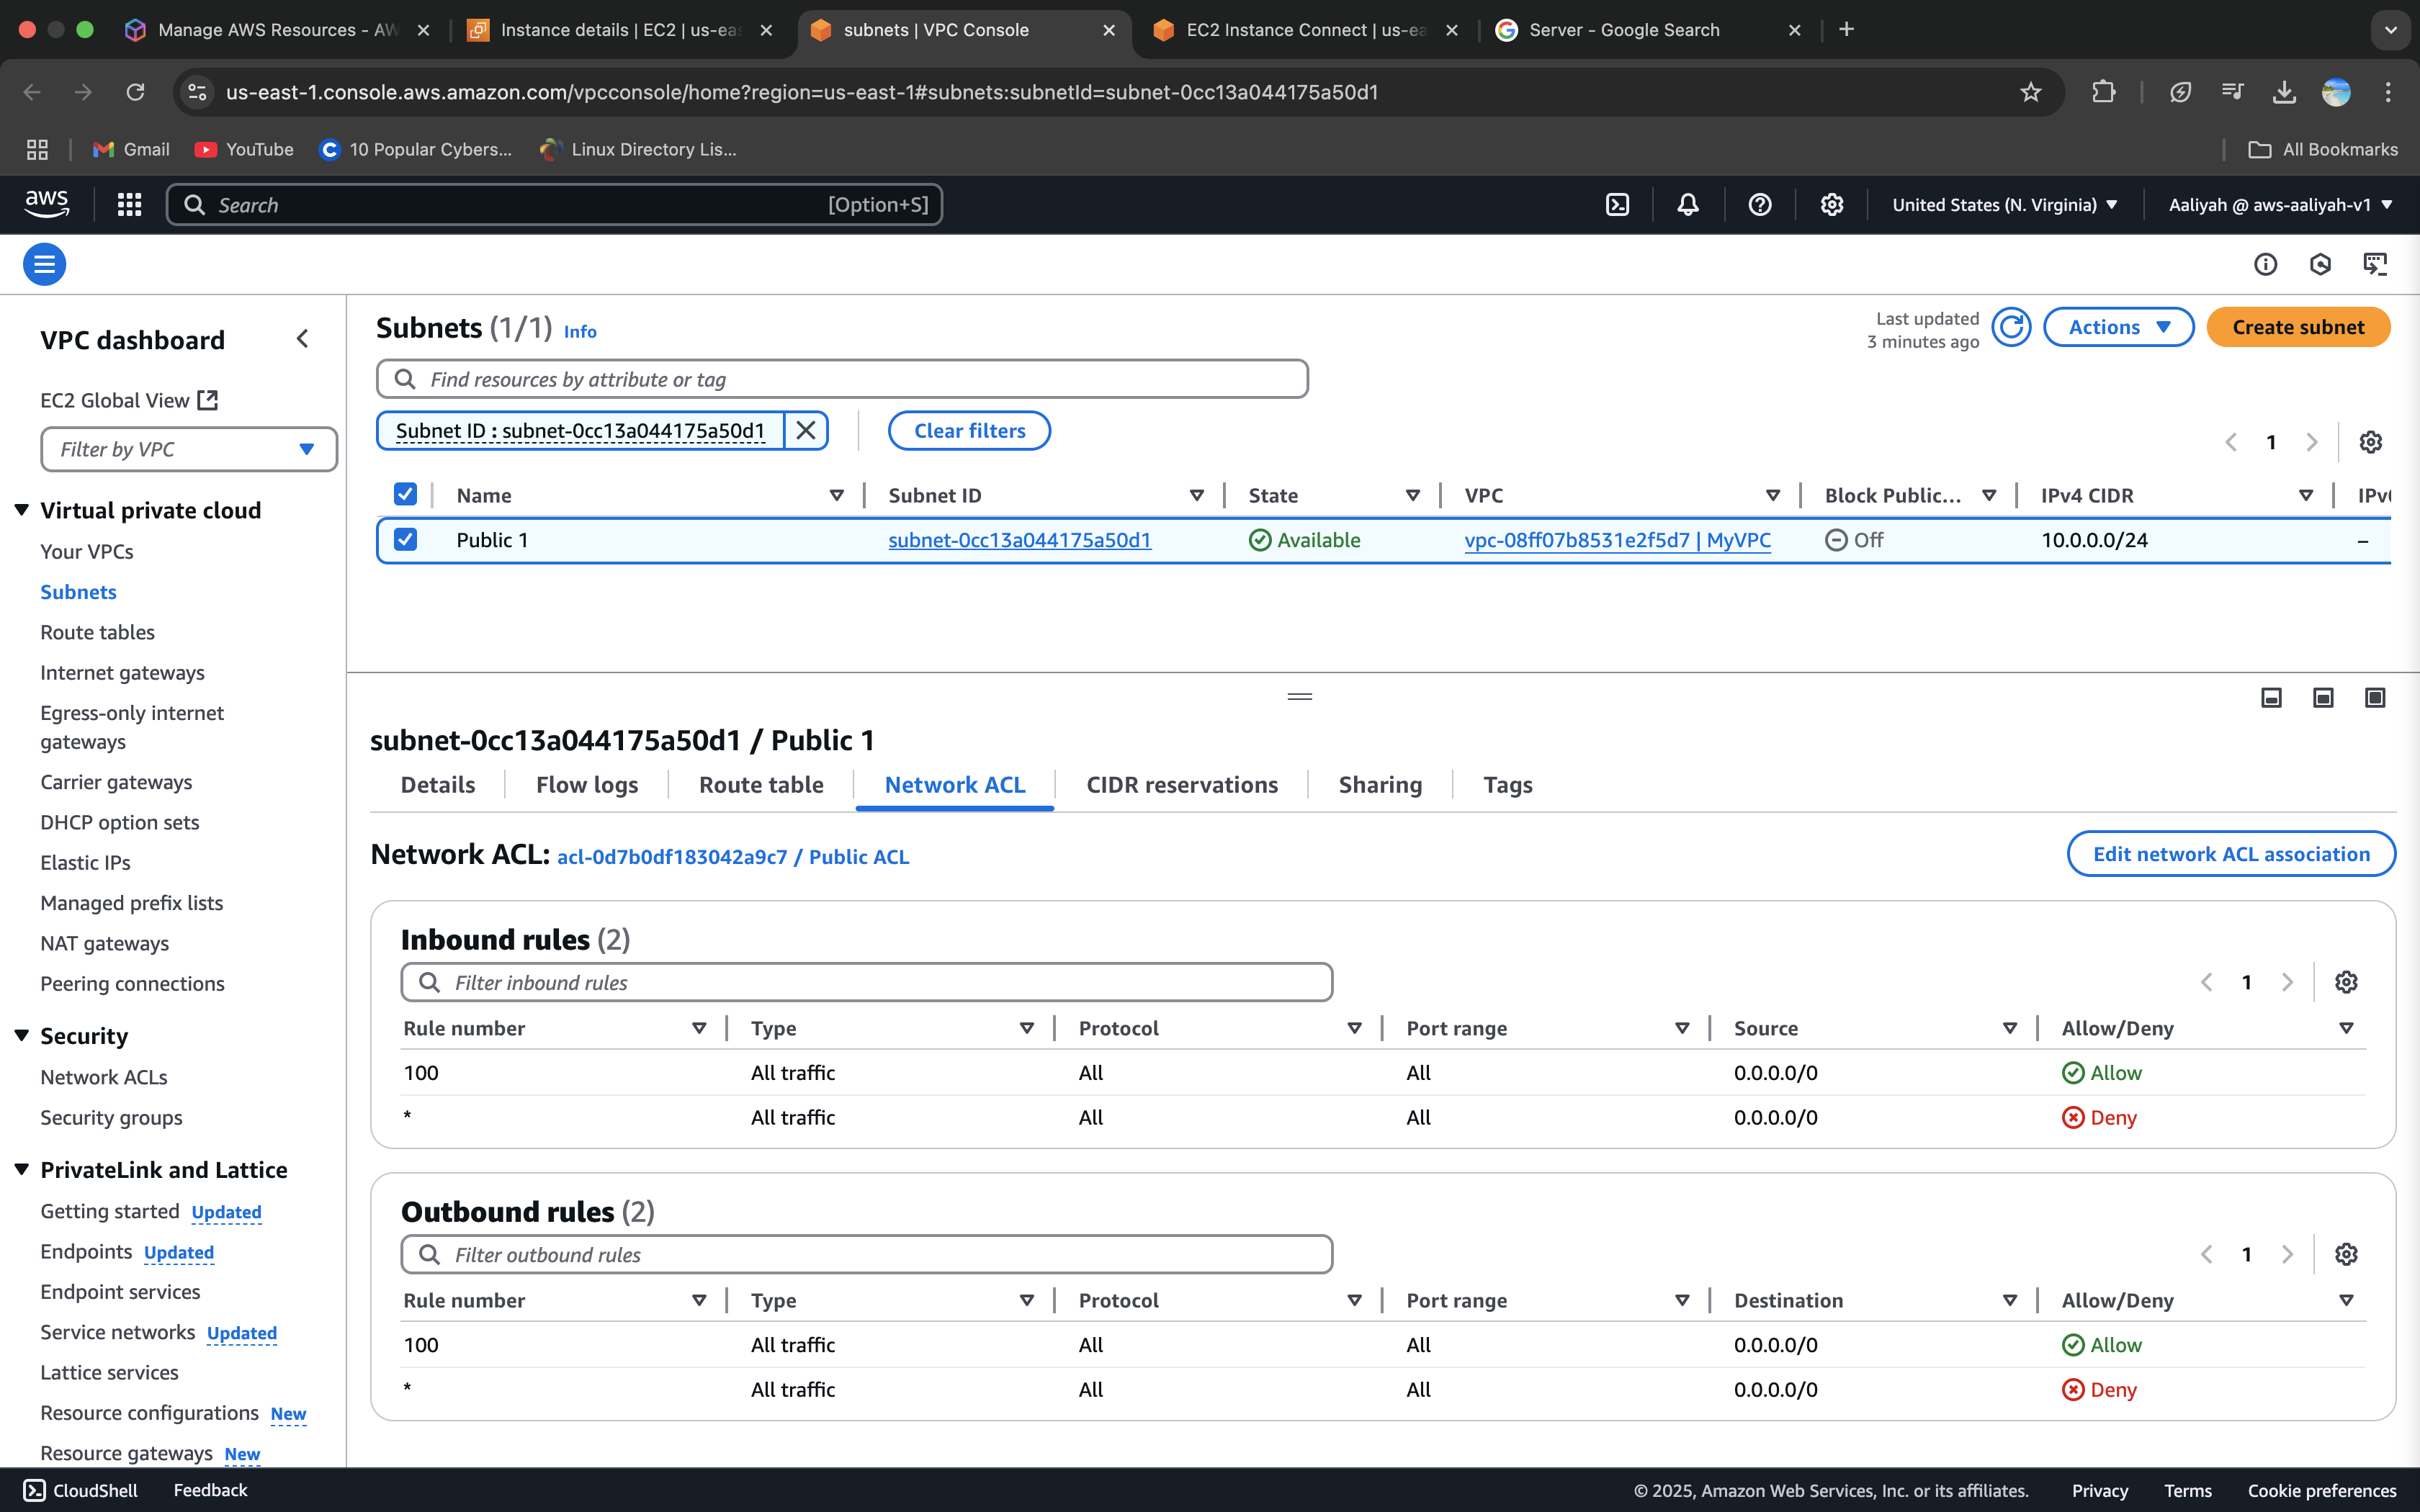 Manage AWS Resources - AW
Instance details | EC2 | us-eas
subnets | VPC Console
EC2 Instance Connect | us-ea
Server - Google Search
us-east-1.console.aws.amazon.com/vpcconsole/home?region=us-east-1#subnets:subnetId=subnet-0cc13a044175a50d1
Gmail
YouTube
10 Popular Cybers...
Linux Directory Lis...
All Bookmarks
aws
Search
[Option+S]
United States (N. Virginia)
Aaliyah @ aws-aaliyah-v1
VPC dashboard
EC2 Global View
Filter by VPC
Virtual private cloud
Your VPCs
Subnets
Route tables
Internet gateways
Egress-only internet
gateways
Carrier gateways
DHCP option sets
Elastic IPs
Managed prefix lists
NAT gateways
Peering connections
Security
Network ACLs
Security groups
PrivateLink and Lattice
Getting started Updated
Endpoints Updated
Endpoint services
Service networks Updated
Lattice services
Resource configurations New
Resource gateways New
Subnets (1/1) Info
Last updated
3 minutes ago
Actions
Create subnet
Find resources by attribute or tag
Subnet ID : subnet-0cc13a044175a50d1
Clear filters
1
Name Subnet ID State VPC Block Public... IPv4 CIDR IPv
Public 1 subnet-0cc13a044175a50d1 Available vpc-08ff07b8531e2f5d7 | MyVPC Off 10.0.0.0/24 –
subnet-0cc13a044175a50d1 / Public 1
Details Flow logs Route table Network ACL CIDR reservations Sharing Tags
Network ACL: acl-0d7b0df183042a9c7 / Public ACL
Edit network ACL association
Inbound rules (2)
Filter inbound rules
1
Rule number Type Protocol Port range Source Allow/Deny
100 All traffic All All 0.0.0.0/0 Allow
* All traffic All All 0.0.0.0/0 Deny
Outbound rules (2)
Filter outbound rules
1
Rule number Type Protocol Port range Destination Allow/Deny
100 All traffic All All 0.0.0.0/0 Allow
* All traffic All All 0.0.0.0/0 Deny
CloudShell
Feedback
© 2025, Amazon Web Services, Inc. or its affiliates.
Privacy
Terms
Cookie preferences